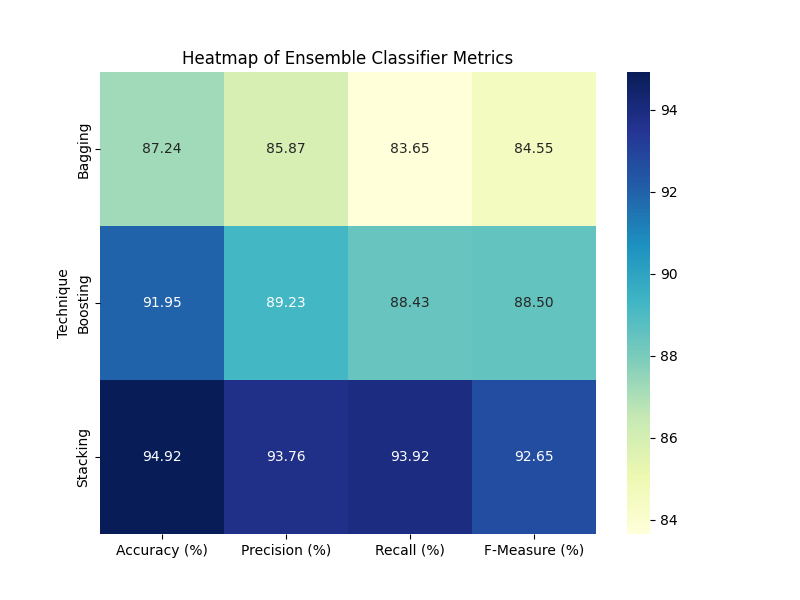 Heatmap of Ensemble Classifier Metrics
Technique
Bagging
87.24 85.87 83.65 84.55
Boosting
91.95 89.23 88.43 88.50
Stacking
94.92 93.76 93.92 92.65
Accuracy (%) Precision (%) Recall (%) F-Measure (%)
94
92
90
88
86
84